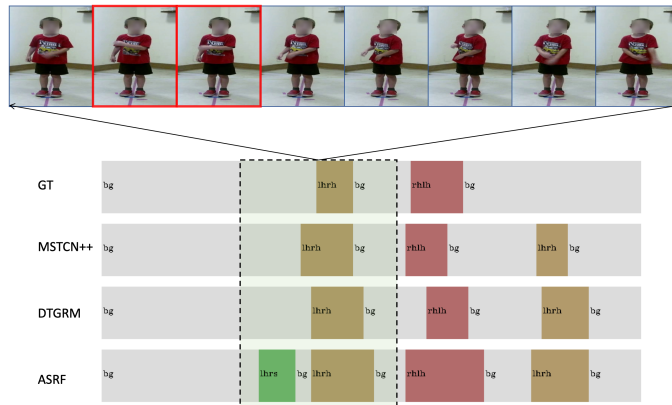 GT bg lhrh bg rhlh bg
MSTCN++ bg lhrh bg rhlh bg lhrh bg
DTGRM bg lhrh bg rhlh bg lhrh bg
ASRF bg lhrs bg lhrh bg rhlh bg lhrh bg